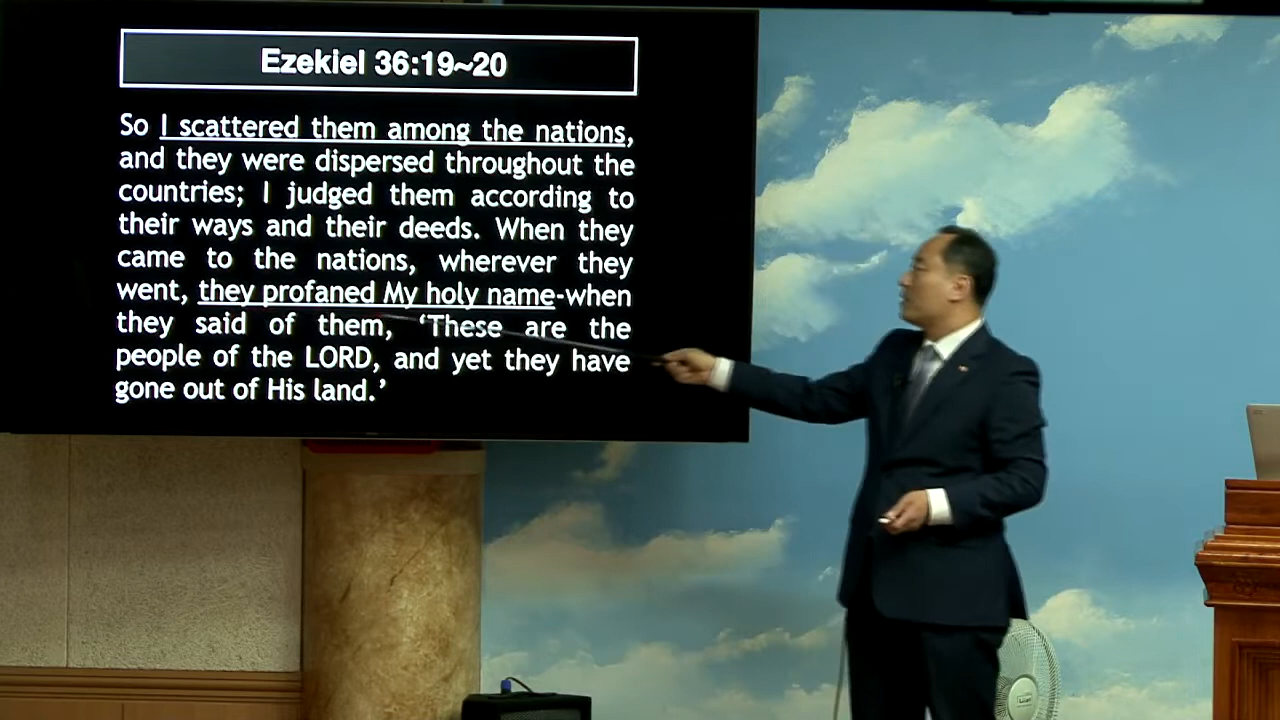 Ezekiel 36:19~20
So I scattered them among the nations,
and they were dispersed throughout the
countries; I judged them according to
their ways and their deeds. When they
came to the nations, wherever they
went, they profaned My holy name-when
they said of them, ‘These are the
people of the LORD, and yet they have
gone out of His land.’